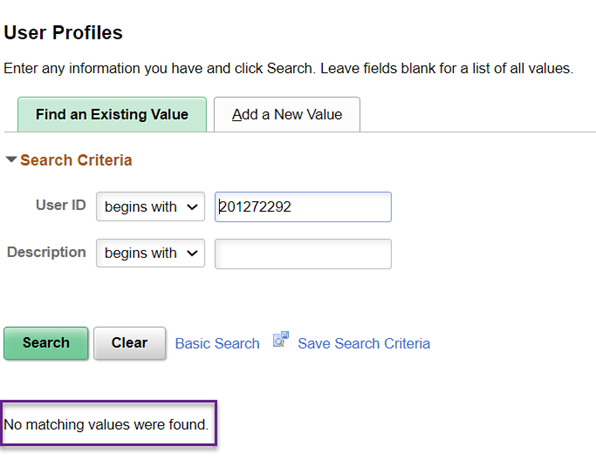 User Profiles
Enter any information you have and click Search. Leave fields blank for a list of all values.
Find an Existing Value
Add a New Value
Search Criteria
User ID begins with 201272292
Description begins with
Search Clear Basic Search Save Search Criteria
No matching values were found.